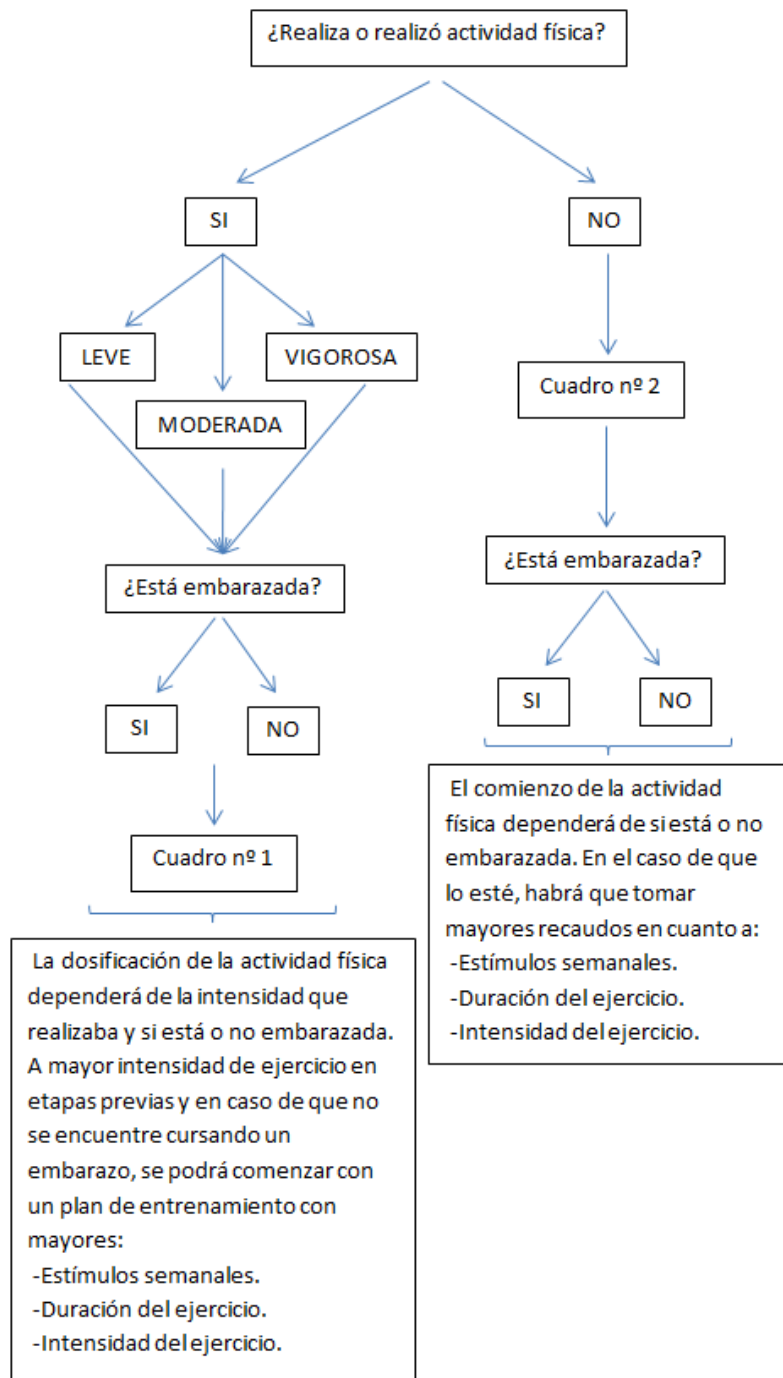 ¿Realiza o realizó actividad física?
SI
NO
LEVE
VIGOROSA
MODERADA
Cuadro nº 2
¿Está embarazada?
¿Está embarazada?
SI
NO
SI
NO
Cuadro nº 1
El comienzo de la actividad
física dependerá de si está o no
embarazada. En el caso de que
lo esté, habrá que tomar
mayores recaudos en cuanto a:
-Estímulos semanales.
-Duración del ejercicio.
-Intensidad del ejercicio.
La dosificación de la actividad física
dependerá de la intensidad que
realizaba y si está o no embarazada.
A mayor intensidad de ejercicio en
etapas previas y en caso de que no
se encuentre cursando un
embarazo, se podrá comenzar con
un plan de entrenamiento con
mayores:
-Estímulos semanales.
-Duración del ejercicio.
-Intensidad del ejercicio.